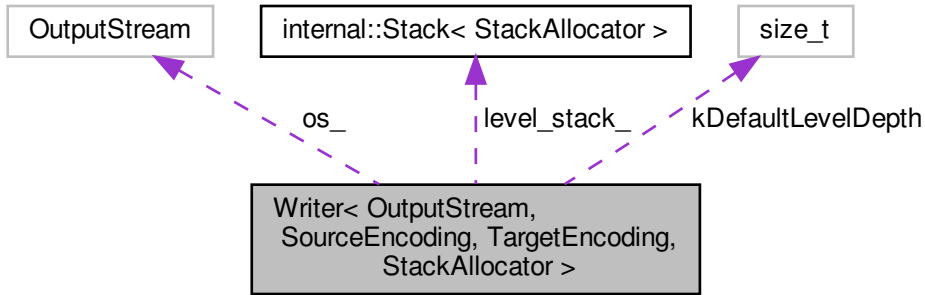 OutputStream
internal::Stack< StackAllocator >
size_t
os_
level_stack_
kDefaultLevelDepth
Writer< OutputStream,
SourceEncoding, TargetEncoding,
StackAllocator >